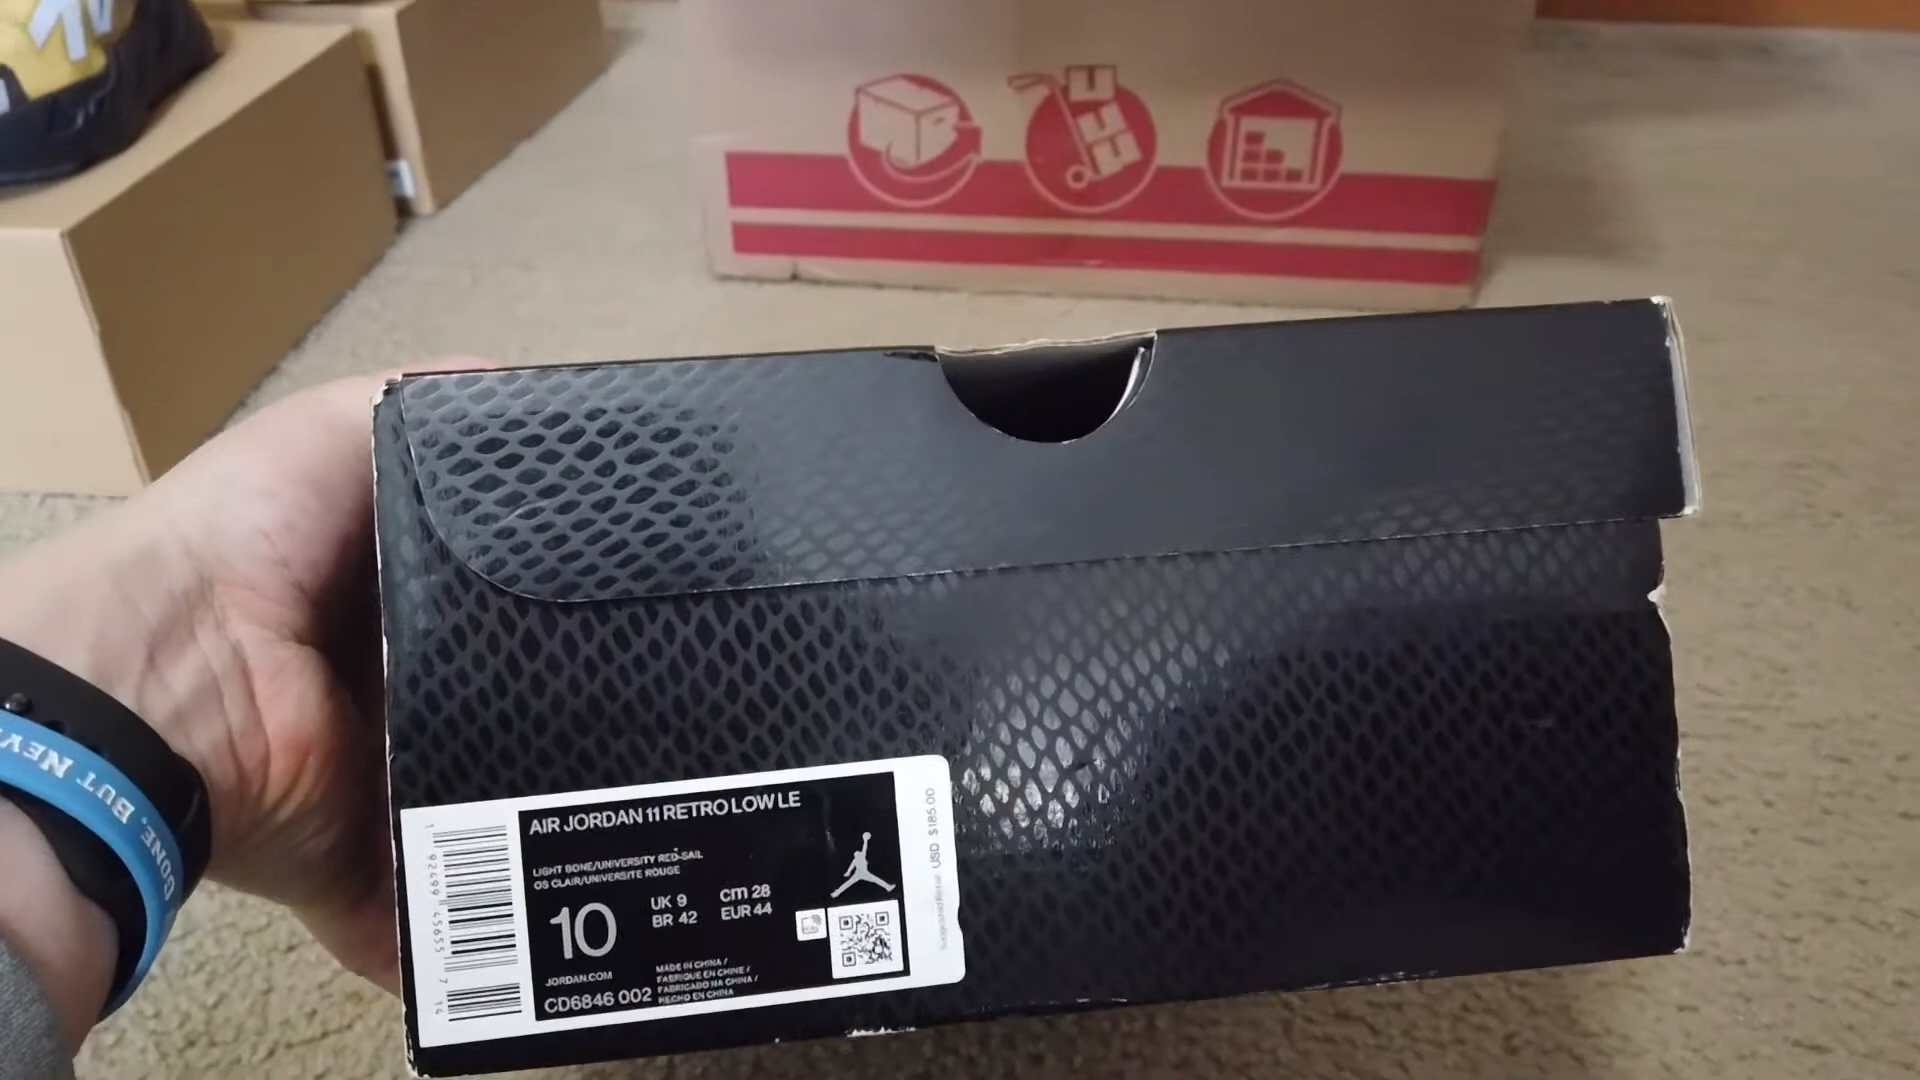 AIR JORDAN 11 RETRO LOW LE
LIGHT BONE/UNIVERSITY RED-SAIL
OS CLAIR/UNIVERSITE ROUGE
10
UK 9
BR 42
cm 28
EUR 44
JORDAN.COM
CD6846 002
MADE IN CHINA /
FABRIQUE EN CHINE /
FABRICADO NA CHINA /
HECHO EN CHINA
USD $185.00
DONE, BUT NEV